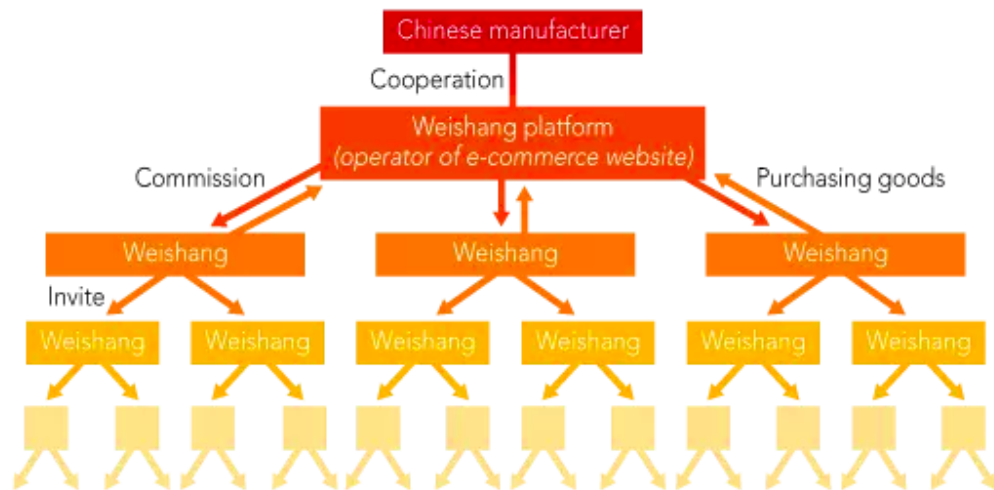 Chinese manufacturer
Cooperation
Weishang platform
(operator of e-commerce website)
Commission
Purchasing goods
Weishang
Weishang
Weishang
Invite
Weishang
Weishang
Weishang
Weishang
Weishang
Weishang